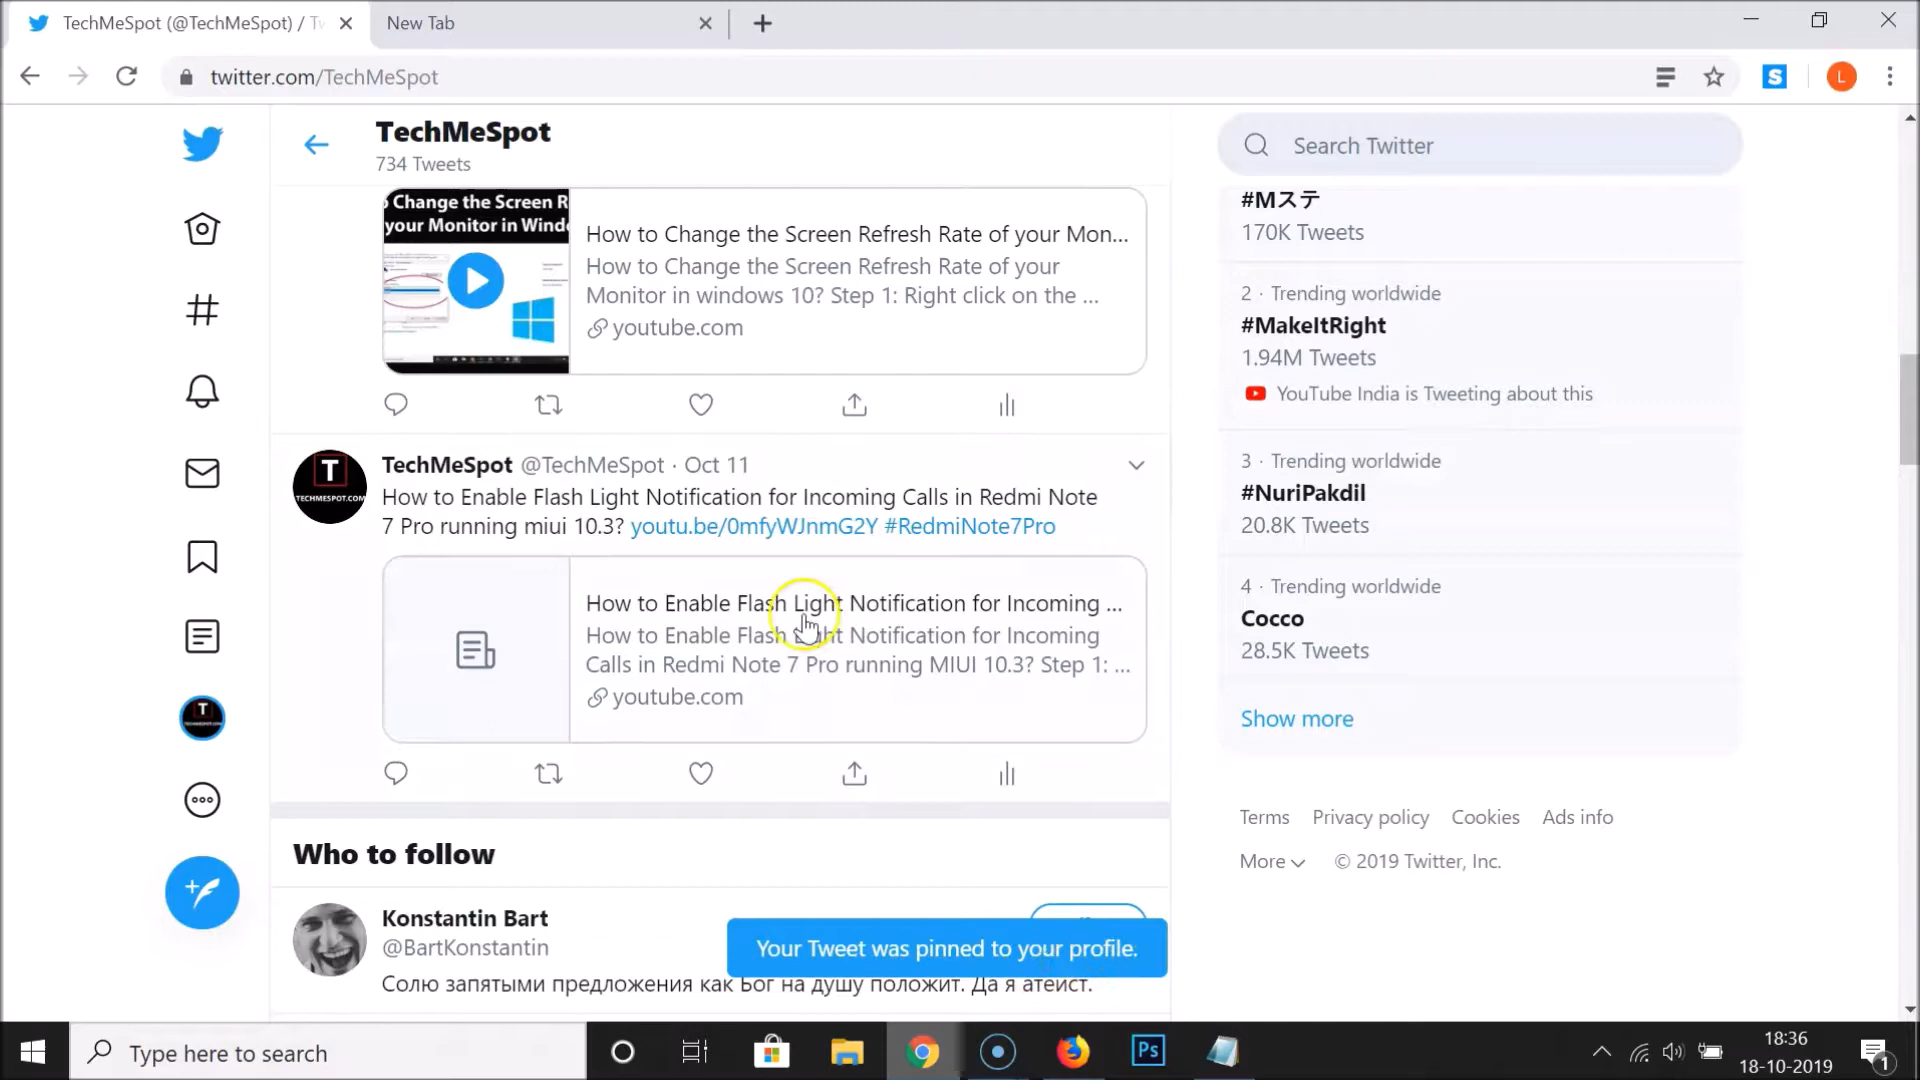 TechMeSpot (@TechMeSpot) / Tw
New Tab
twitter.com/TechMeSpot
L
TechMeSpot
734 Tweets
Change the Screen R
your Monitor in Windo
How to Change the Screen Refresh Rate of your Mon...
How to Change the Screen Refresh Rate of your
Monitor in windows 10? Step 1: Right click on the ...
youtube.com
T
TECHMESPOT.COM
TechMeSpot @TechMeSpot · Oct 11
How to Enable Flash Light Notification for Incoming Calls in Redmi Note
7 Pro running miui 10.3? youtu.be/0mfyWJnmG2Y #RedmiNote7Pro
How to Enable Flash Light Notification for Incoming ...
How to Enable Flash Light Notification for Incoming
Calls in Redmi Note 7 Pro running MIUI 10.3? Step 1: ...
youtube.com
Who to follow
Konstantin Bart
@BartKonstantin
Солю запятыми предложения как Бог на душу положит. Да я атеист.
Your Tweet was pinned to your profile.
Search Twitter
#Mステ
170K Tweets
2 · Trending worldwide
#MakeItRight
1.94M Tweets
YouTube India is Tweeting about this
3 · Trending worldwide
#NuriPakdil
20.8K Tweets
4 · Trending worldwide
Cocco
28.5K Tweets
Show more
Terms Privacy policy Cookies Ads info
More © 2019 Twitter, Inc.
Type here to search
Ps
18:36
18-10-2019
1